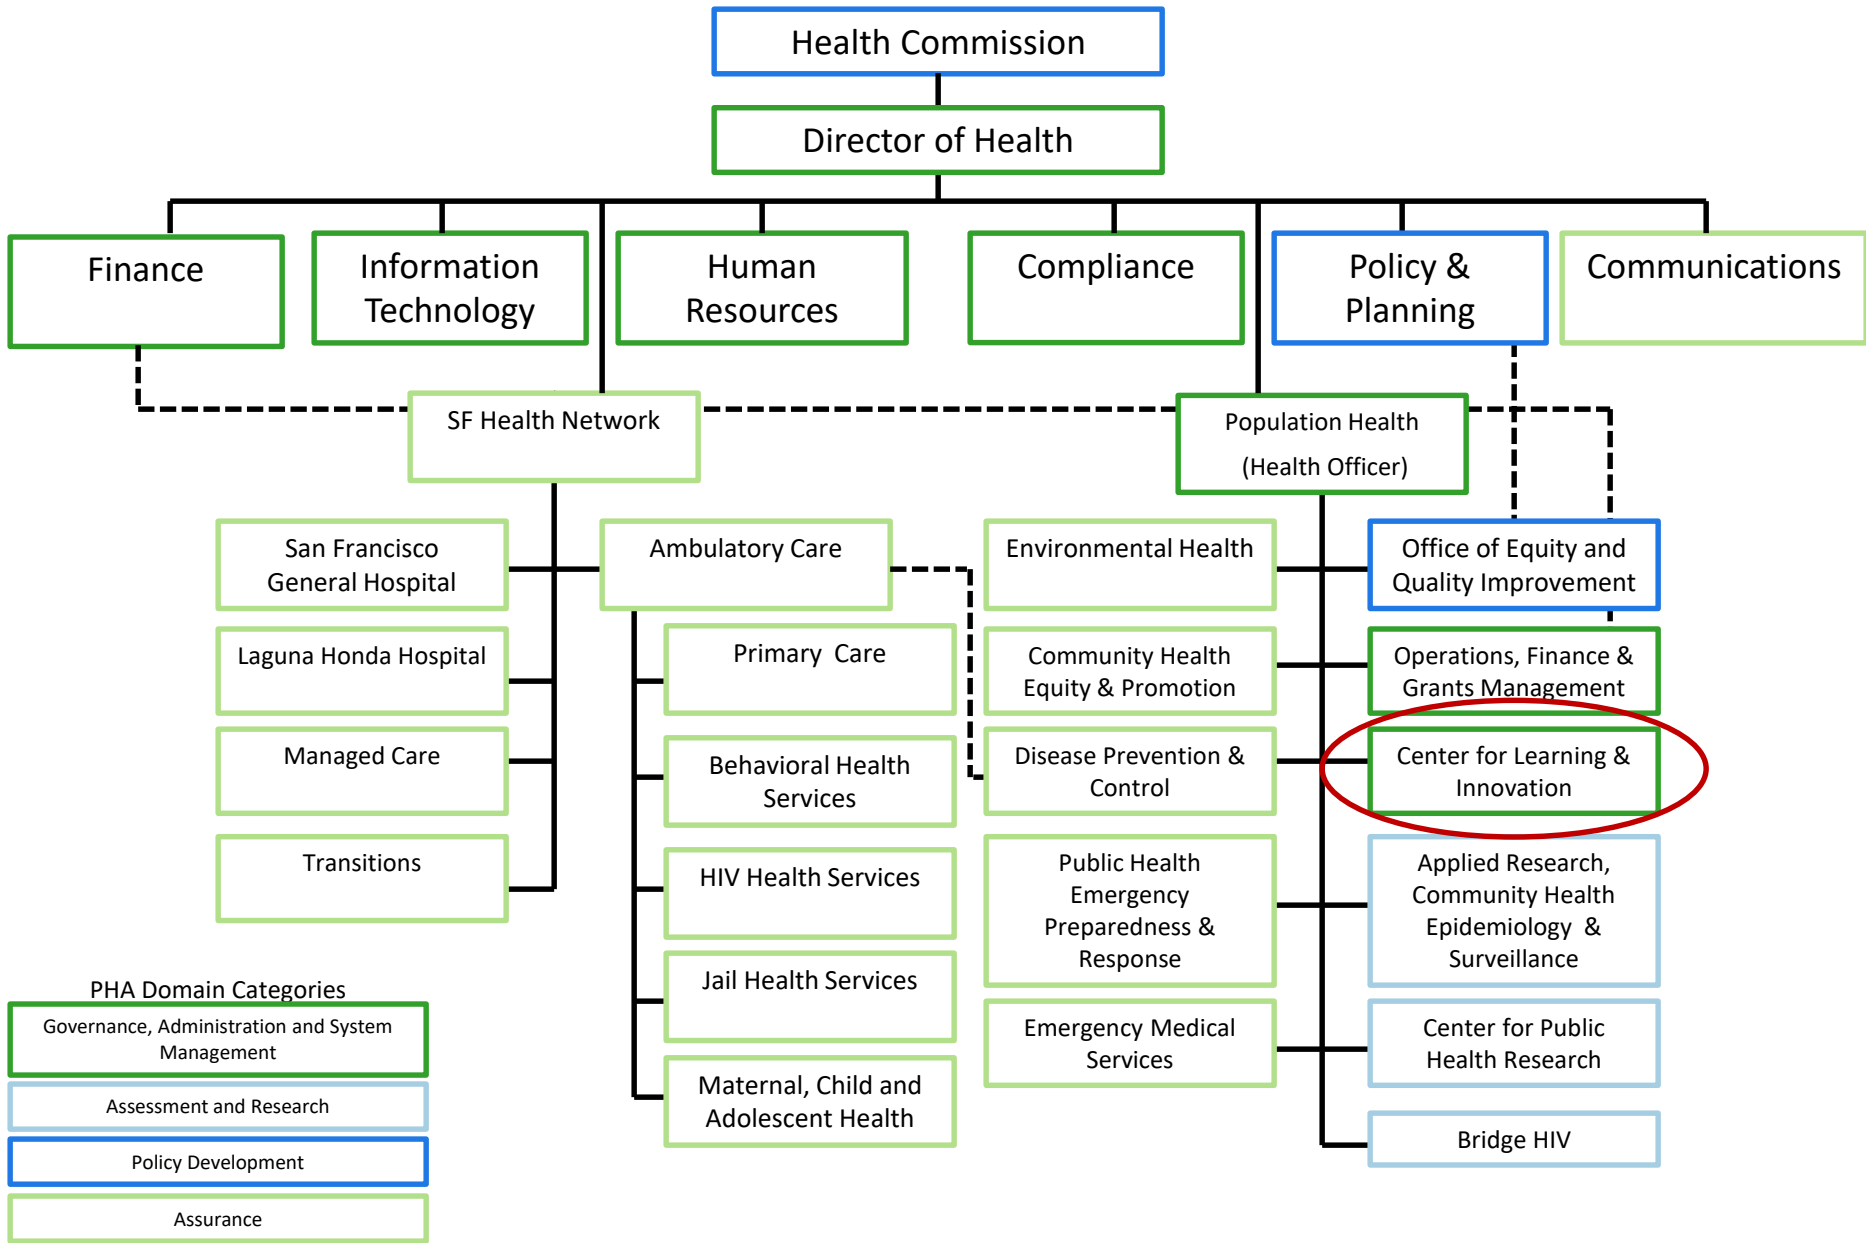 Health Commission
Director of Health
Finance
Information
Technology
Human
Resources
Compliance
Policy &
Planning
Communications
SF Health Network
Population Health
(Health Officer)
San Francisco
General Hospital
Laguna Honda Hospital
Managed Care
Transitions
Ambulatory Care
Primary Care
Behavioral Health
Services
HIV Health Services
Jail Health Services
Maternal, Child and
Adolescent Health
Environmental Health
Community Health
Equity & Promotion
Disease Prevention &
Control
Public Health
Emergency
Preparedness &
Response
Emergency Medical
Services
Office of Equity and
Quality Improvement
Operations, Finance &
Grants Management
Center for Learning &
Innovation
Applied Research,
Community Health
Epidemiology &
Surveillance
Center for Public
Health Research
Bridge HIV
PHA Domain Categories
Governance, Administration and System
Management
Assessment and Research
Policy Development
Assurance